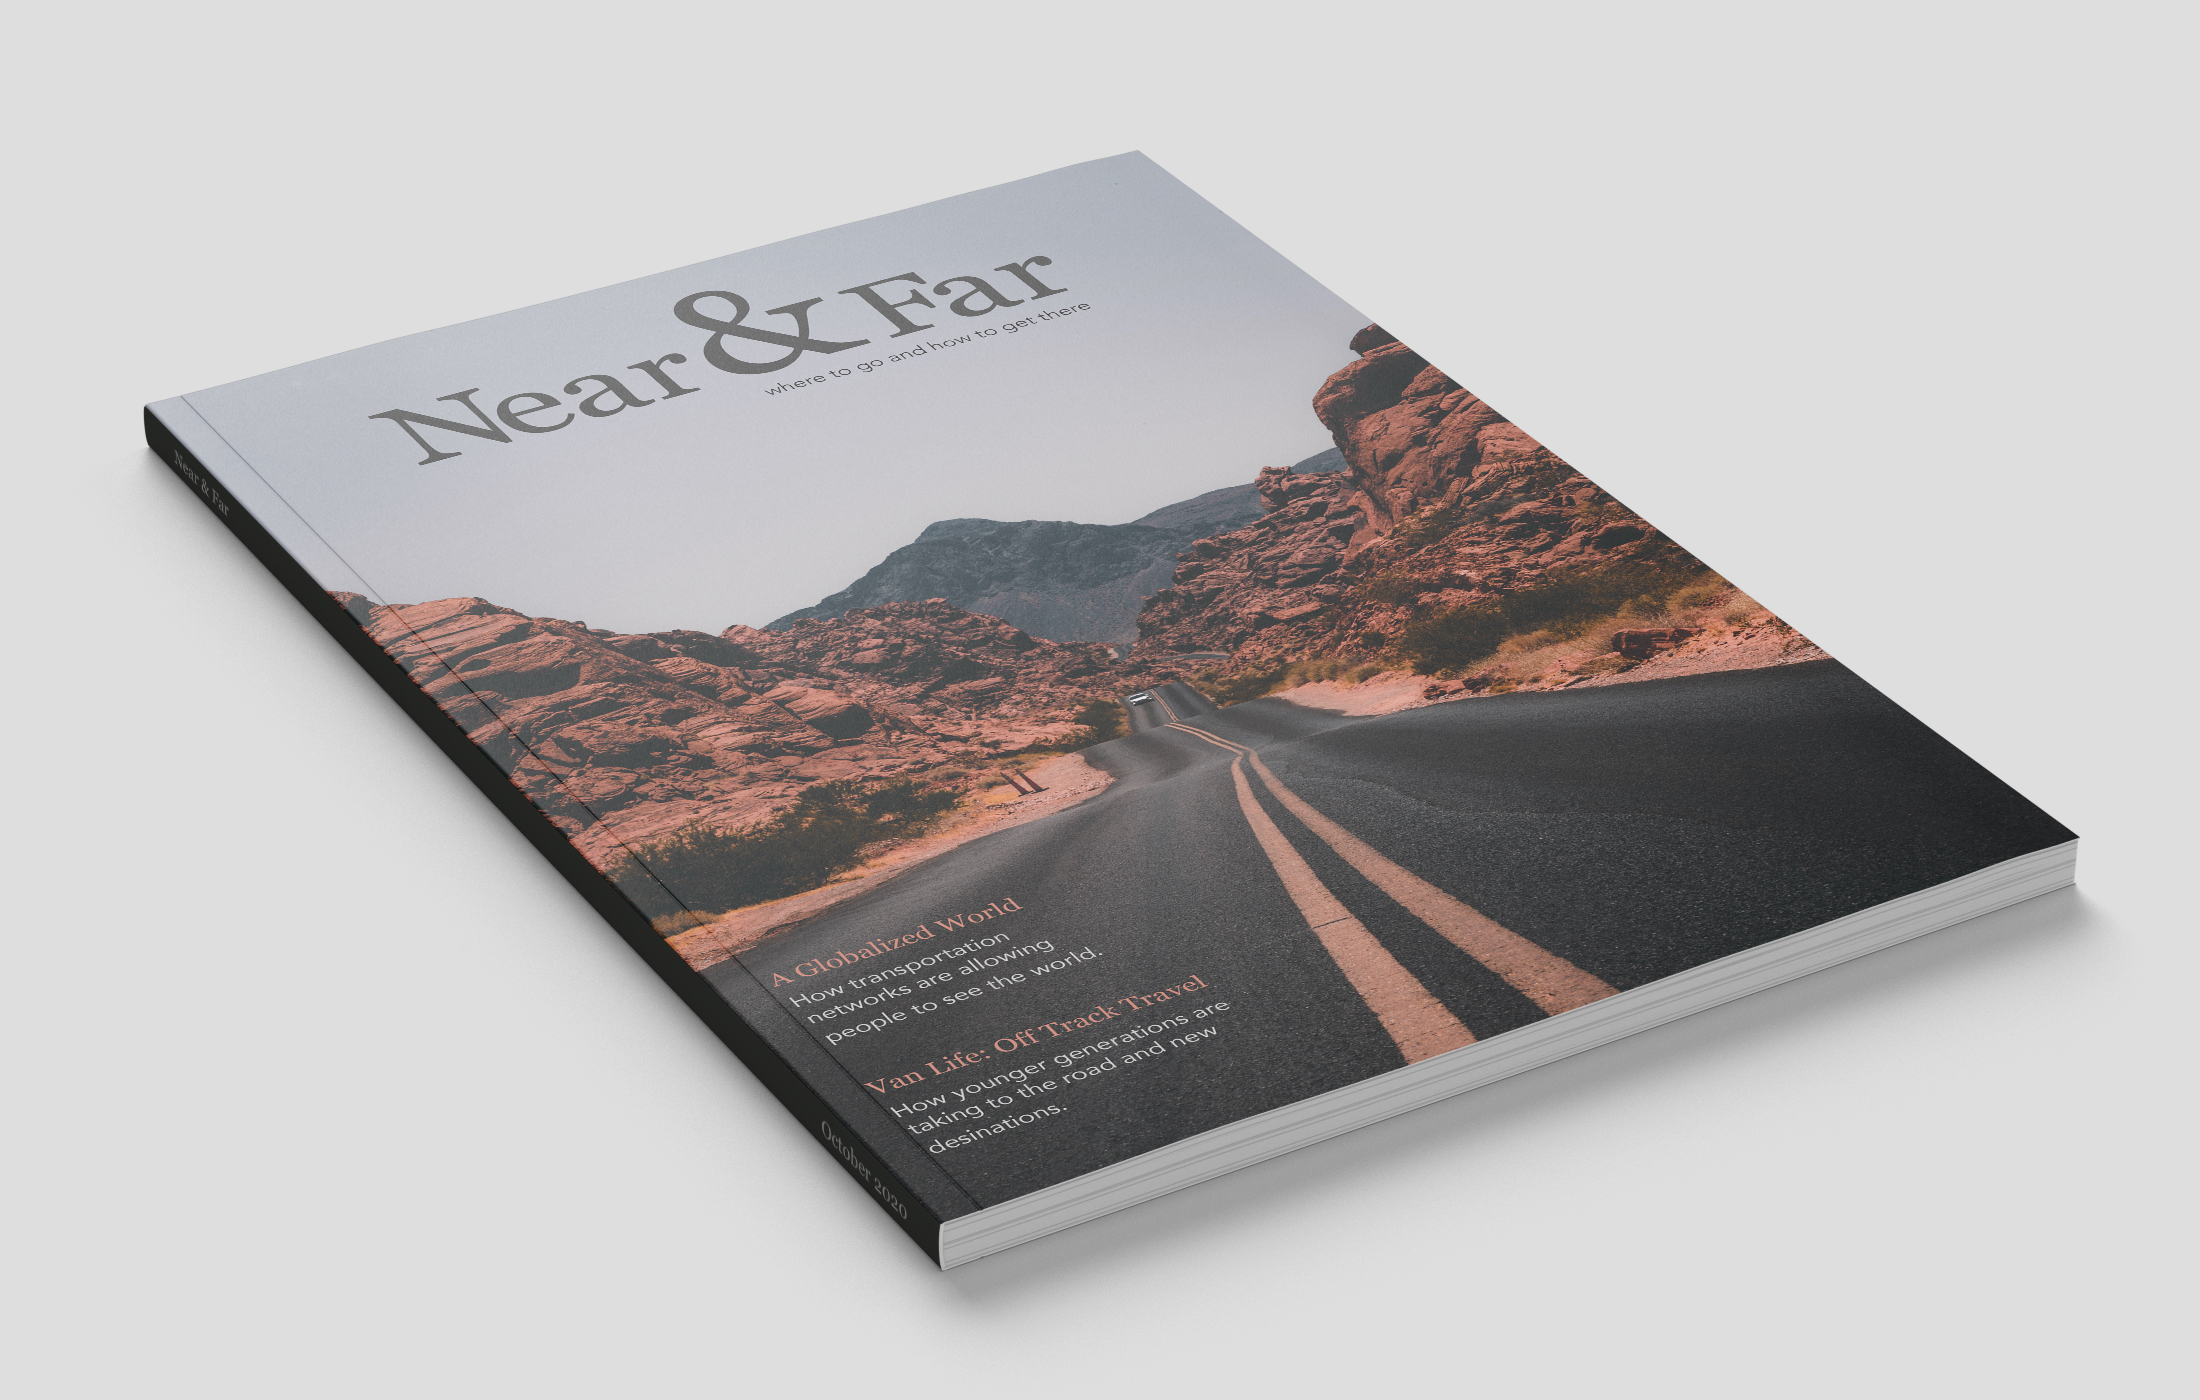 Near & Far
where to go and how to get there
A Globalized World
How transportation
networks are allowing
people to see the world.
Van Life: Off Track Travel
How younger generations are
taking to the road and new
desinations.
Near & Far
October 2020